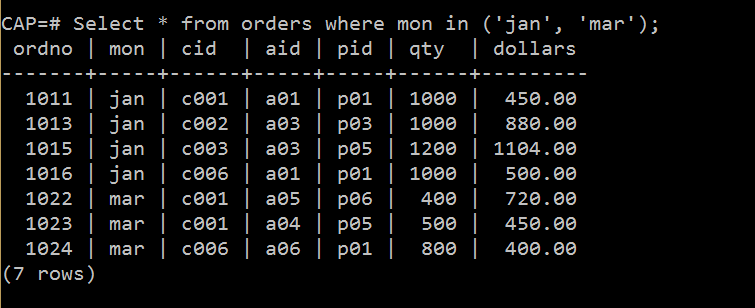 CAP=# Select * from orders where mon in ('jan', 'mar');
 ordno | mon | cid  | aid | pid | qty  | dollars
-------+-----+------+-----+-----+------+---------
  1011 | jan | c001 | a01 | p01 | 1000 |  450.00
  1013 | jan | c002 | a03 | p03 | 1000 |  880.00
  1015 | jan | c003 | a03 | p05 | 1200 | 1104.00
  1016 | jan | c006 | a01 | p01 | 1000 |  500.00
  1022 | mar | c001 | a05 | p06 |  400 |  720.00
  1023 | mar | c001 | a04 | p05 |  500 |  450.00
  1024 | mar | c006 | a06 | p01 |  800 |  400.00
(7 rows)